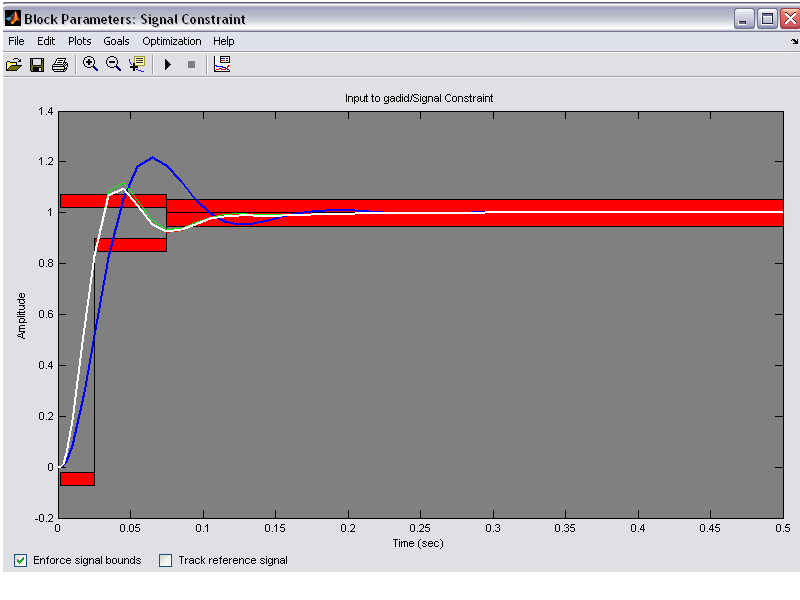 Block Parameters: Signal Constraint
File Edit Plots Goals Optimization Help
Input to gadid/Signal Constraint
1.4
1.2
1
0.8
0.6
0.4
0.2
0
-0.2
Amplitude
0 0.05 0.1 0.15 0.2 0.25 0.3 0.35 0.4 0.45 0.5
Time (sec)
Enforce signal bounds Track reference signal